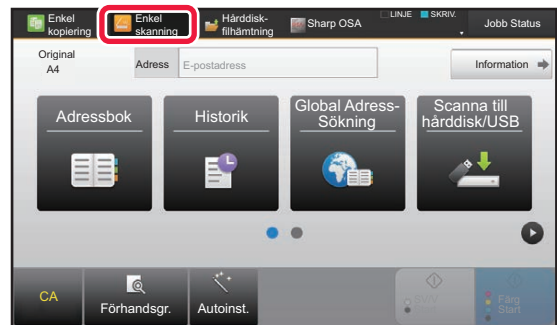 Enkel
kopiering
Enkel
skanning
Hårddisk-
filhämtning
Sharp OSA
LINJE
SKRIV.
Jobb Status
Original
A4
Adress
E-postadress
Information
Adressbok
Historik
Global Adress-
Sökning
Scanna till
hårddisk/USB
CA
Förhandsgr.
Autoinst.
Färg
Start